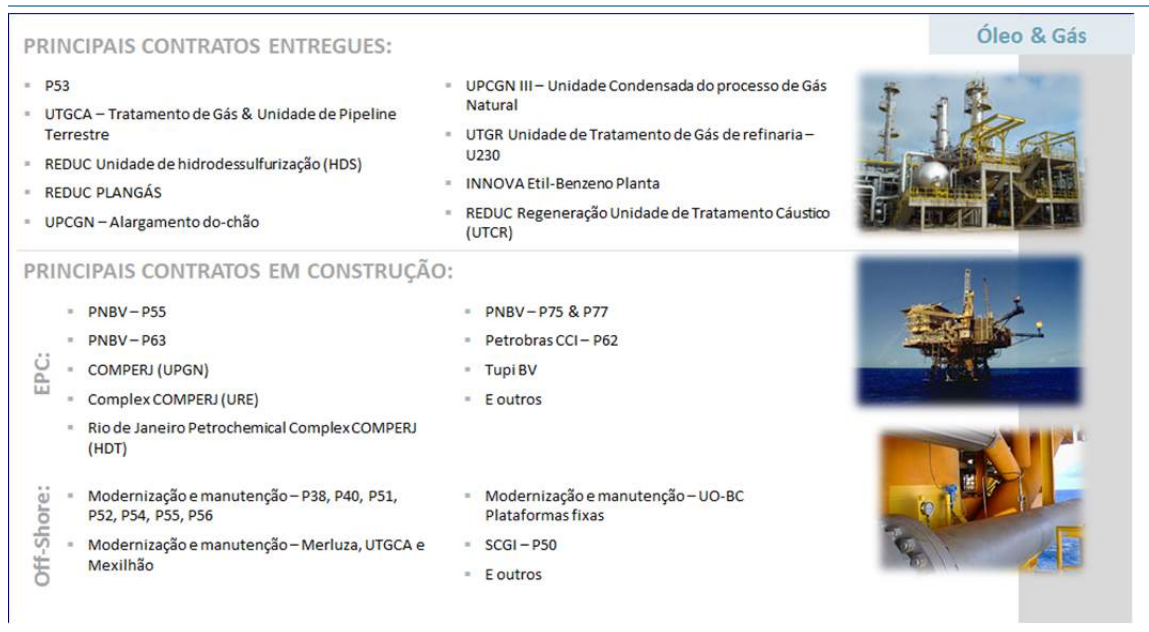 Óleo & Gás
PRINCIPAIS CONTRATOS ENTREGUES:
P53
UTGCA – Tratamento de Gás & Unidade de Pipeline
Terrestre
REDUC Unidade de hidrodessulfurização (HDS)
REDUC PLANGÁS
UPCGN – Alargamento do-chão
UPCGN III – Unidade Condensada do processo de Gás
Natural
UTGR Unidade de Tratamento de Gás de refinaria –
U230
INNOVA Etil-Benzeno Planta
REDUC Regeneração Unidade de Tratamento Cáustico
(UTCR)
PRINCIPAIS CONTRATOS EM CONSTRUÇÃO:
EPC:
PNBV – P55
PNBV – P63
COMPERJ (UPGN)
Complex COMPERJ (URE)
Rio de Janeiro Petrochemical Complex COMPERJ
(HDT)
PNBV – P75 & P77
Petrobras CCI – P62
Tupi BV
E outros
Off-Shore:
Modernização e manutenção – P38, P40, P51,
P52, P54, P55, P56
Modernização e manutenção – Merluza, UTGCA e
Mexilhão
Modernização e manutenção – UO-BC
Plataformas fixas
SCGI – P50
E outros